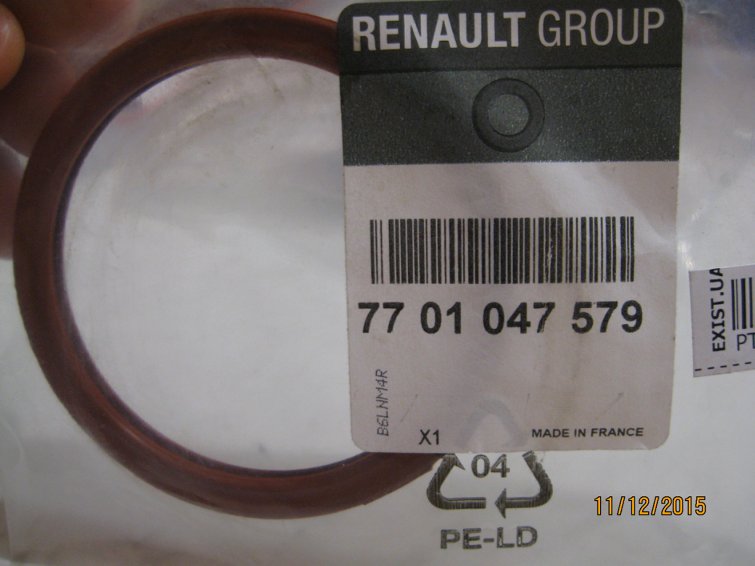 RENAULT GROUP
77 01 047 579
B6LNM4R
X1
MADE IN FRANCE
EXIST.UA
PT
04
PE-LD
11/12/2015